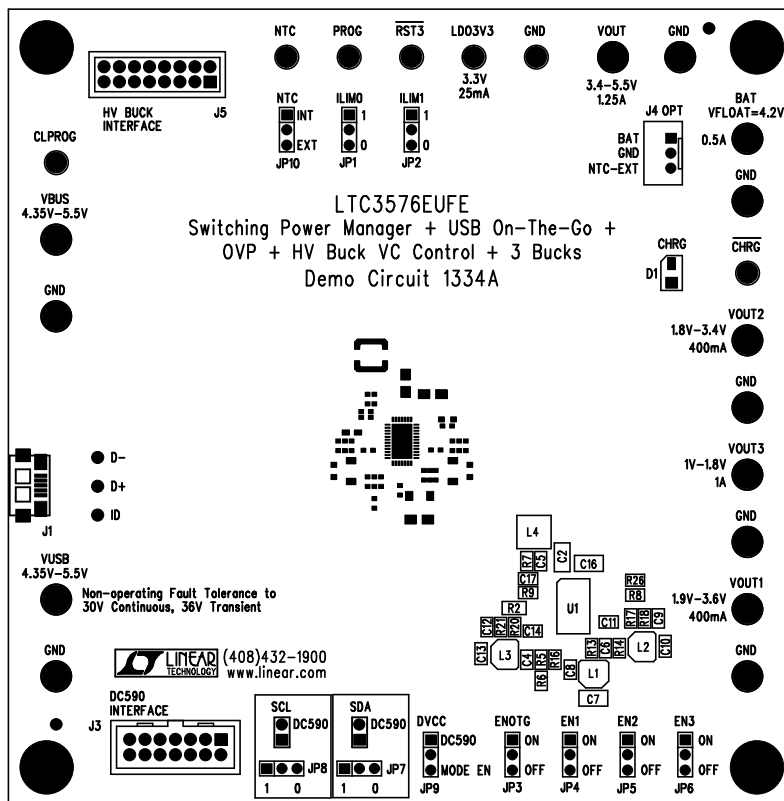 NTC PROG RST3 LDO3V3 GND VOUT GND
3.3V
25mA
3.4-5.5V
1.25A
HV BUCK
INTERFACE
J5
NTC
INT
EXT
JP10
ILIM0
1
0
JP1
ILIM1
1
0
JP2
J4 OPT
BAT
GND
NTC-EXT
BAT
VFLOAT=4.2V
0.5A
GND
CLPROG
VBUS
4.35V-5.5V
GND
LTC3576EUFE
Switching Power Manager + USB On-The-Go +
OVP + HV Buck VC Control + 3 Bucks
Demo Circuit 1334A
CHRG
D1
CHRG
VOUT2
1.8V-3.4V
400mA
GND
VOUT3
1V-1.8V
1A
GND
D-
D+
ID
J1
VUSB
4.35V-5.5V
Non-operating Fault Tolerance to
30V Continuous, 36V Transient
GND
L4
R7
C5
C2
C16
C17
R9
R2
U1
R26
R8
C12
R21
R20
C14
C11
R17
R18
C9
C13
L3
C4
R5
R16
R6
C8
L1
R13
C6
R14
L2
C10
C7
VOUT1
1.9V-3.6V
400mA
GND
LINEAR
TECHNOLOGY
(408)432-1900
www.linear.com
DC590
INTERFACE
J3
SCL
DC590
JP8
1 0
SDA
DC590
JP7
1 0
DVCC
DC590
MODE EN
JP9
ENOTG
ON
OFF
JP3
EN1
ON
OFF
JP4
EN2
ON
OFF
JP5
EN3
ON
OFF
JP6